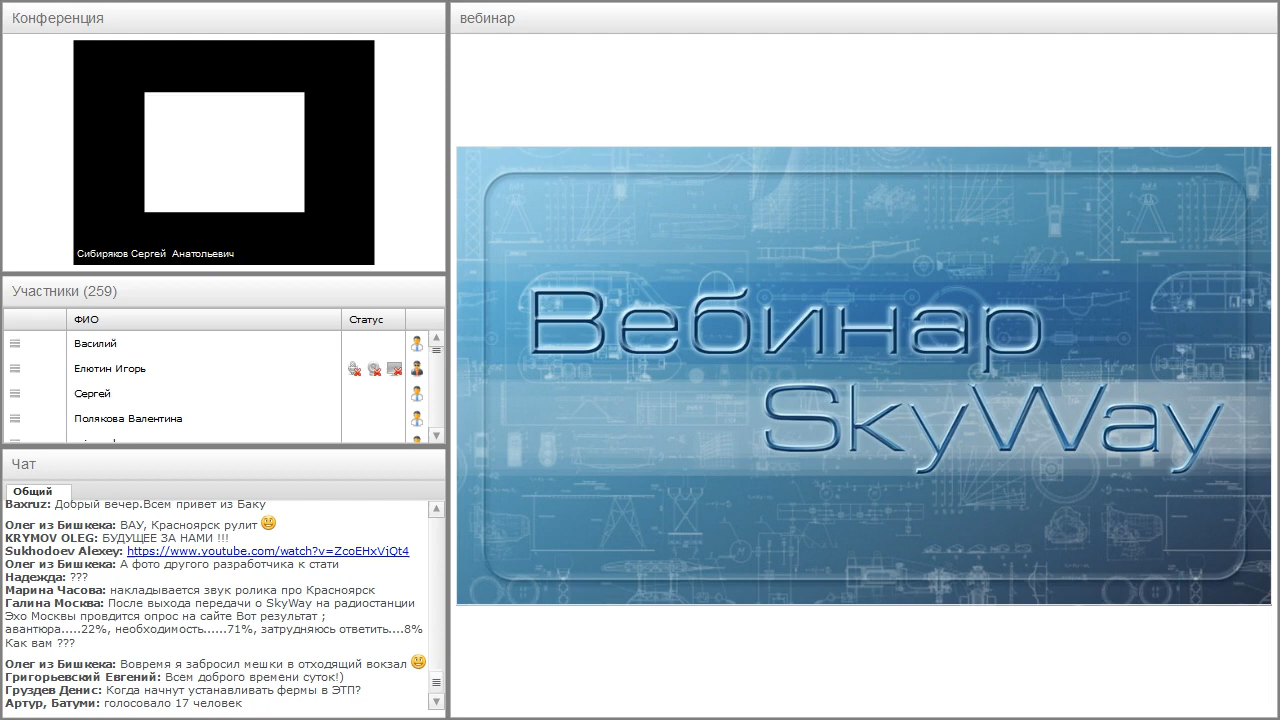 Конференция
Сибиряков Сергей Анатольевич
Участники (259)
ФИО
Статус
Василий
Елютин Игорь
Сергей
Полякова Валентина
Чат
Общий
Baxruz: Добрый вечер.Всем привет из Баку
Олег из Бишкека: ВАУ, Красноярск рулит
KRYMOV OLEG: БУДУЩЕЕ ЗА НАМИ !!!
Sukhodoev Alexey: https://www.youtube.com/watch?v=ZcoEHxVjQt4
Олег из Бишкека: А фото другого разработчика к стати
Надежда: ???
Марина Часова: накладывается звук ролика про Красноярск
Галина Москва: После выхода передачи о SkyWay на радиостанции
Эхо Москвы провдится опрос на сайте Вот результат ;
авантюра.....22%, необходимость......71%, затрудняюсь ответить....8%
Как вам ???
Олег из Бишкека: Вовремя я забросил мешки в отходящий вокзал
Григорьевский Евгений: Всем доброго времени суток!)
Груздев Денис: Когда начнут устанавливать фермы в ЭТП?
Артур, Батуми: голосовало 17 человек
вебинар
Вебинар
SkyWay